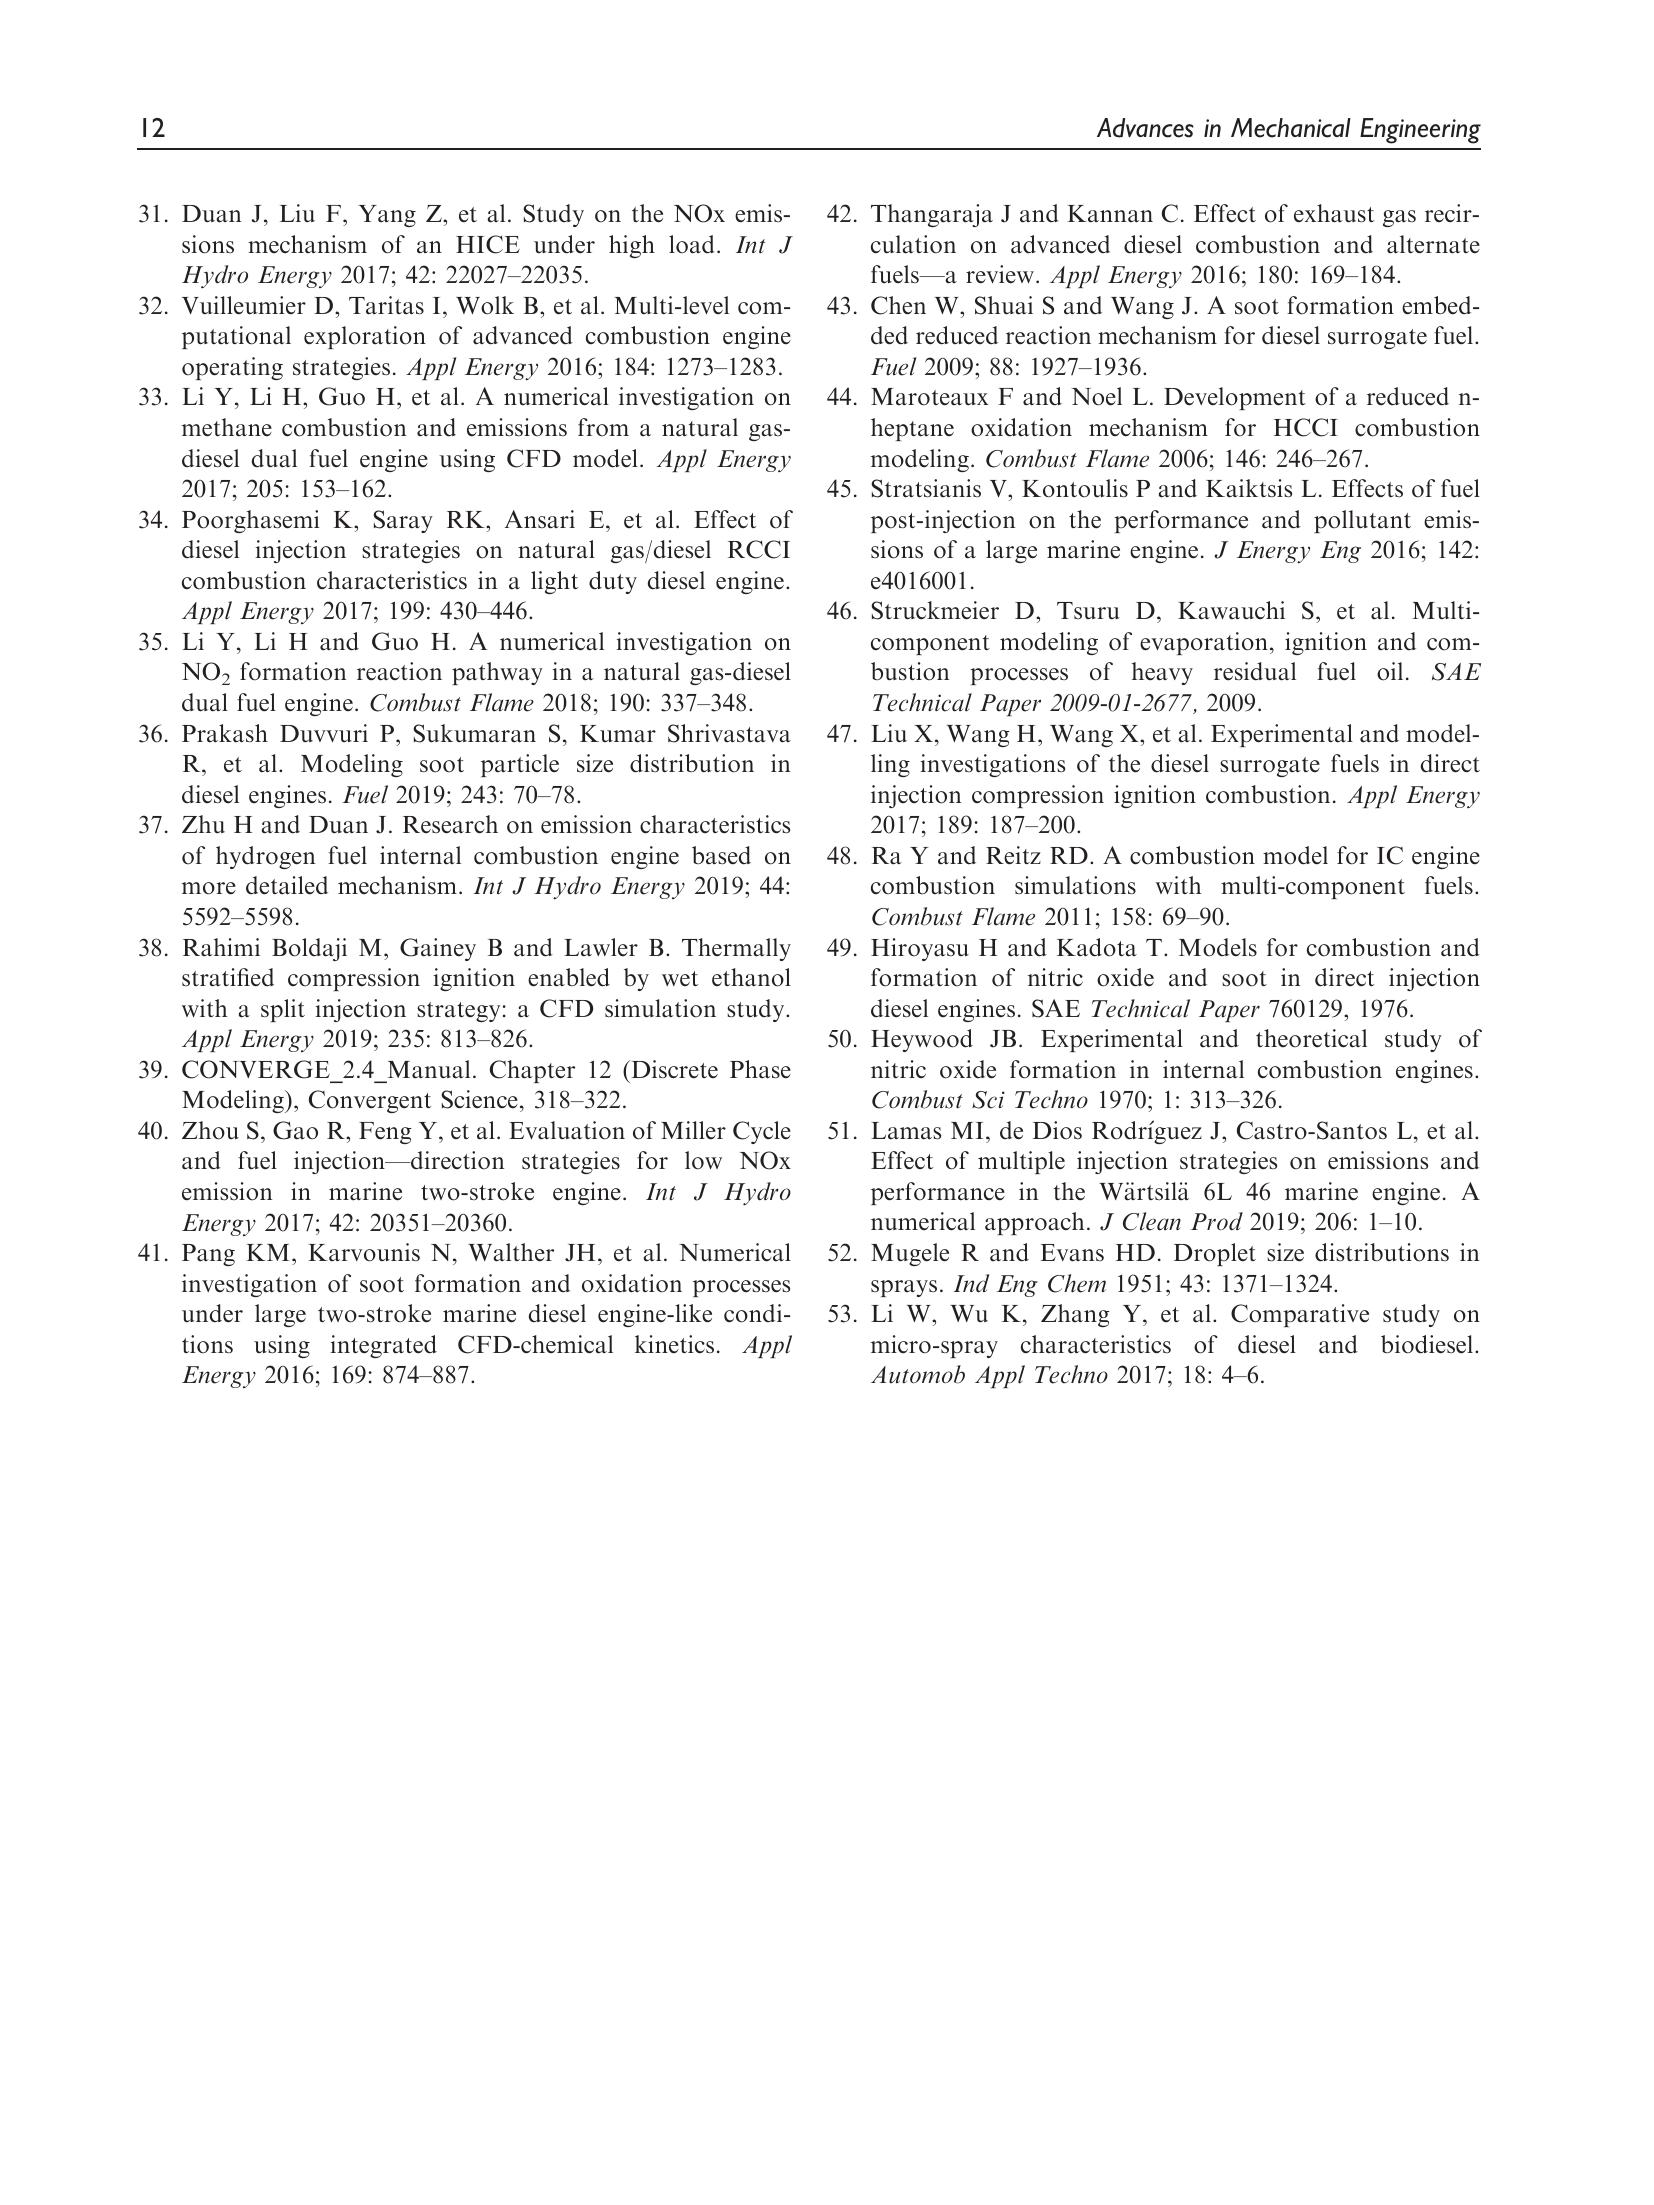 12
Advances in Mechanical Engineering
31. Duan J, Liu F, Yang Z, et al. Study on the NOx emis-
sions mechanism of an HICE under high load. Int J
Hydro Energy 2017; 42: 22027–22035.
32. Vuilleumier D, Taritas I, Wolk B, et al. Multi-level com-
putational exploration of advanced combustion engine
operating strategies. Appl Energy 2016; 184: 1273–1283.
33. Li Y, Li H, Guo H, et al. A numerical investigation on
methane combustion and emissions from a natural gas-
diesel dual fuel engine using CFD model. Appl Energy
2017; 205: 153–162.
34. Poorghasemi K, Saray RK, Ansari E, et al. Effect of
diesel injection strategies on natural gas/diesel RCCI
combustion characteristics in a light duty diesel engine.
Appl Energy 2017; 199: 430–446.
35. Li Y, Li H and Guo H. A numerical investigation on
NO₂ formation reaction pathway in a natural gas-diesel
dual fuel engine. Combust Flame 2018; 190: 337–348.
36. Prakash Duvvuri P, Sukumaran S, Kumar Shrivastava
R, et al. Modeling soot particle size distribution in
diesel engines. Fuel 2019; 243: 70–78.
37. Zhu H and Duan J. Research on emission characteristics
of hydrogen fuel internal combustion engine based on
more detailed mechanism. Int J Hydro Energy 2019; 44:
5592–5598.
38. Rahimi Boldaji M, Gainey B and Lawler B. Thermally
stratified compression ignition enabled by wet ethanol
with a split injection strategy: a CFD simulation study.
Appl Energy 2019; 235: 813–826.
39. CONVERGE_2.4_Manual. Chapter 12 (Discrete Phase
Modeling), Convergent Science, 318–322.
40. Zhou S, Gao R, Feng Y, et al. Evaluation of Miller Cycle
and fuel injection—direction strategies for low NOx
emission in marine two-stroke engine. Int J Hydro
Energy 2017; 42: 20351–20360.
41. Pang KM, Karvounis N, Walther JH, et al. Numerical
investigation of soot formation and oxidation processes
under large two-stroke marine diesel engine-like condi-
tions using integrated CFD-chemical kinetics. Appl
Energy 2016; 169: 874–887.
42. Thangaraja J and Kannan C. Effect of exhaust gas recir-
culation on advanced diesel combustion and alternate
fuels—a review. Appl Energy 2016; 180: 169–184.
43. Chen W, Shuai S and Wang J. A soot formation embed-
ded reduced reaction mechanism for diesel surrogate fuel.
Fuel 2009; 88: 1927–1936.
44. Maroteaux F and Noel L. Development of a reduced n-
heptane oxidation mechanism for HCCI combustion
modeling. Combust Flame 2006; 146: 246–267.
45. Stratsianis V, Kontoulis P and Kaiktsis L. Effects of fuel
post-injection on the performance and pollutant emis-
sions of a large marine engine. J Energy Eng 2016; 142:
e4016001.
46. Struckmeier D, Tsuru D, Kawauchi S, et al. Multi-
component modeling of evaporation, ignition and com-
bustion processes of heavy residual fuel oil. SAE
Technical Paper 2009-01-2677, 2009.
47. Liu X, Wang H, Wang X, et al. Experimental and model-
ling investigations of the diesel surrogate fuels in direct
injection compression ignition combustion. Appl Energy
2017; 189: 187–200.
48. Ra Y and Reitz RD. A combustion model for IC engine
combustion simulations with multi-component fuels.
Combust Flame 2011; 158: 69–90.
49. Hiroyasu H and Kadota T. Models for combustion and
formation of nitric oxide and soot in direct injection
diesel engines. SAE Technical Paper 760129, 1976.
50. Heywood JB. Experimental and theoretical study of
nitric oxide formation in internal combustion engines.
Combust Sci Techno 1970; 1: 313–326.
51. Lamas MI, de Dios Rodríguez J, Castro-Santos L, et al.
Effect of multiple injection strategies on emissions and
performance in the Wärtsilä 6L 46 marine engine. A
numerical approach. J Clean Prod 2019; 206: 1–10.
52. Mugele R and Evans HD. Droplet size distributions in
sprays. Ind Eng Chem 1951; 43: 1371–1324.
53. Li W, Wu K, Zhang Y, et al. Comparative study on
micro-spray characteristics of diesel and biodiesel.
Automob Appl Techno 2017; 18: 4–6.